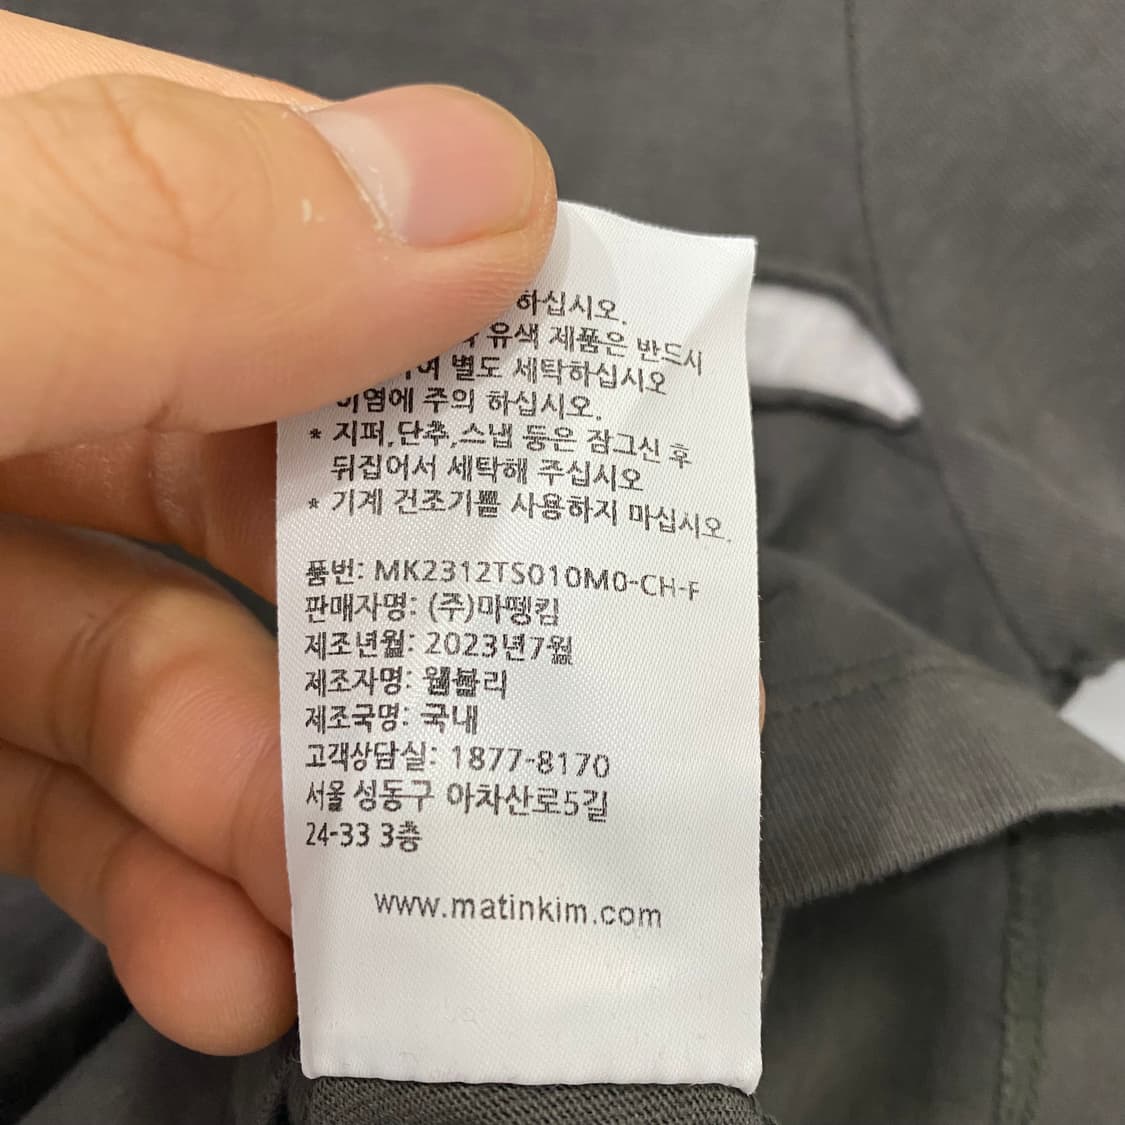 하십시오.
유색 제품은 반드시
별도 세탁하십시오
이염에 주의 하십시오.
* 지퍼,단추,스냅 등은 잠그신 후
뒤집어서 세탁해 주십시오
* 기계 건조기를 사용하지 마십시오.
품번: MK2312TS010M0-CH-F
판매자명: (주)마뗑킴
제조년월: 2023년7월
제조자명: 웰블리
제조국명: 국내
고객상담실: 1877-8170
서울 성동구 아차산로5길
24-33 3층
www.matinkim.com